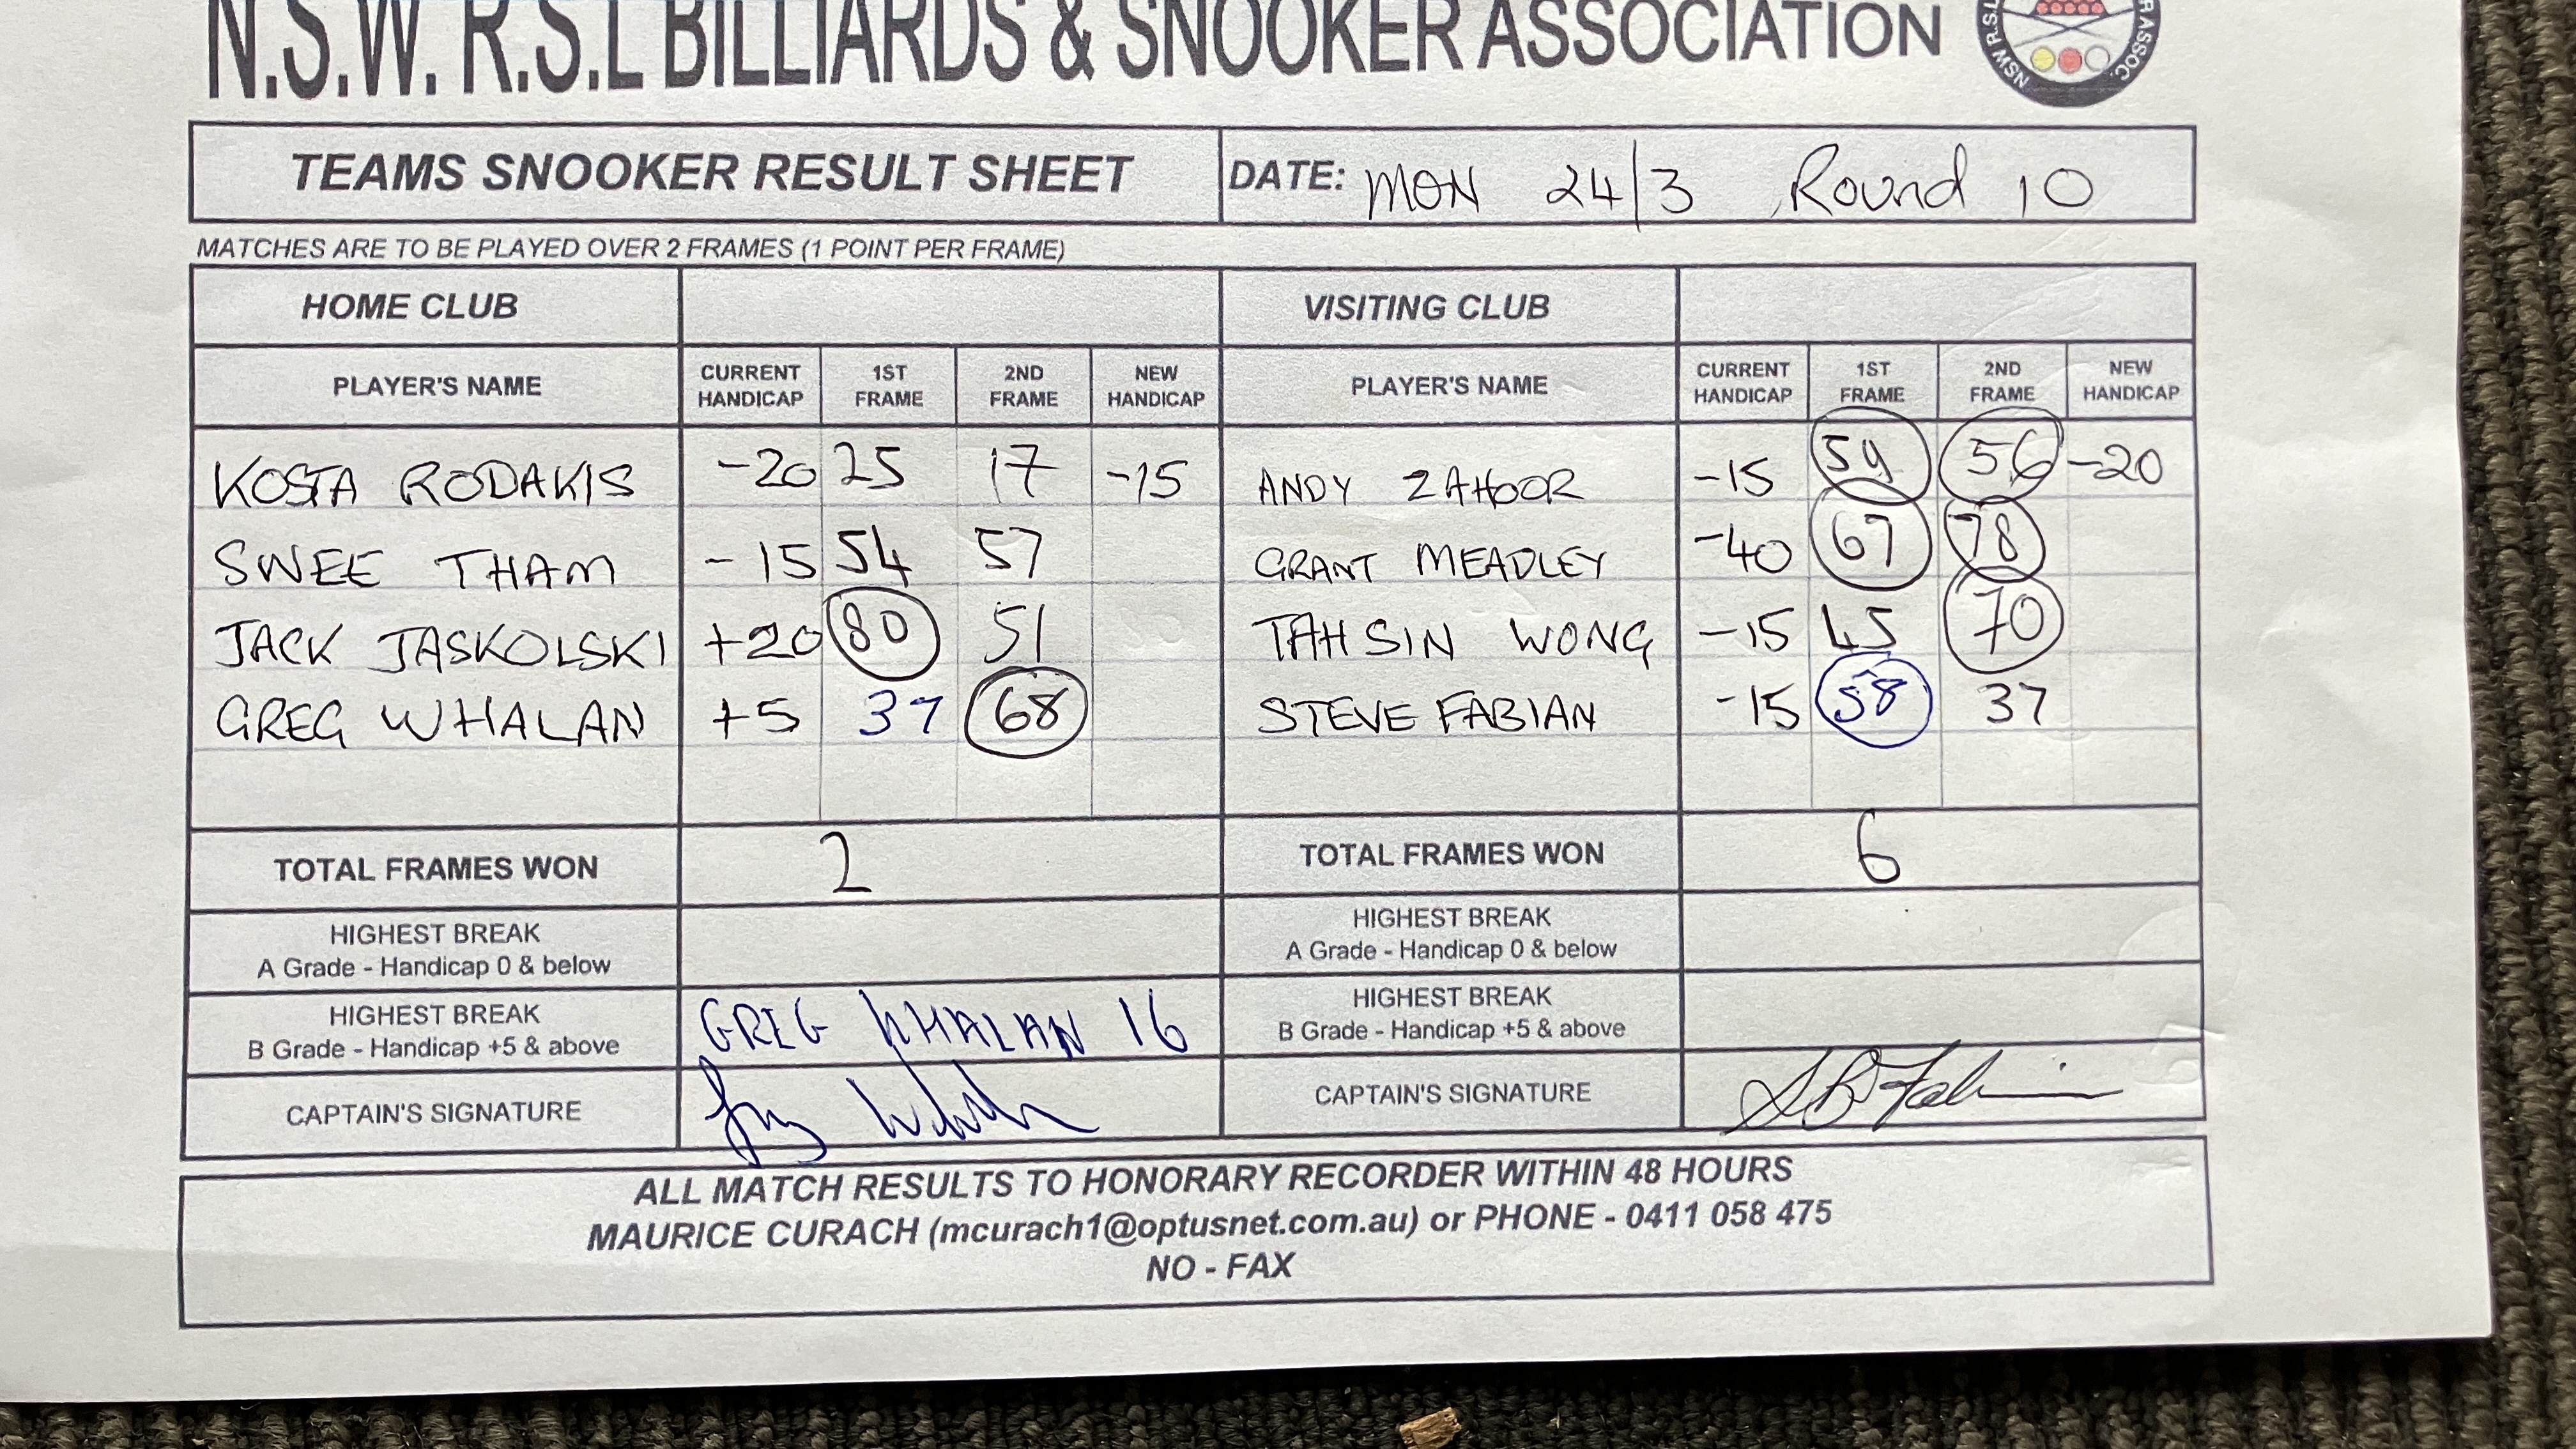 N.S.W. R.S.L BILLIARDS & SNOOKER ASSOCIATION
TEAMS SNOOKER RESULT SHEET DATE: MON 24/3 Round 10
MATCHES ARE TO BE PLAYED OVER 2 FRAMES (1 POINT PER FRAME)
HOME CLUB VISITING CLUB
PLAYER'S NAME CURRENT HANDICAP 1ST FRAME 2ND FRAME NEW HANDICAP PLAYER'S NAME CURRENT HANDICAP 1ST FRAME 2ND FRAME NEW HANDICAP
KOSTA RODAKIS -20 25 17 -15 ANDY ZAHOOR -15 59 56 -20
SWEE THAM -15 54 57 GRANT MEADLEY -40 67 78
JACK JASKOLSKI +20 80 51 TAHSIN WONG -15 45 70
GREG WHALAN +5 37 68 STEVE FABIAN -15 58 37
TOTAL FRAMES WON 2 TOTAL FRAMES WON 6
HIGHEST BREAK HIGHEST BREAK
A Grade - Handicap 0 & below A Grade - Handicap 0 & below
HIGHEST BREAK GREG WHALAN 16 HIGHEST BREAK
B Grade - Handicap +5 & above B Grade - Handicap +5 & above
CAPTAIN'S SIGNATURE CAPTAIN'S SIGNATURE
ALL MATCH RESULTS TO HONORARY RECORDER WITHIN 48 HOURS
MAURICE CURACH (mcurach1@optusnet.com.au) or PHONE - 0411 058 475
NO - FAX